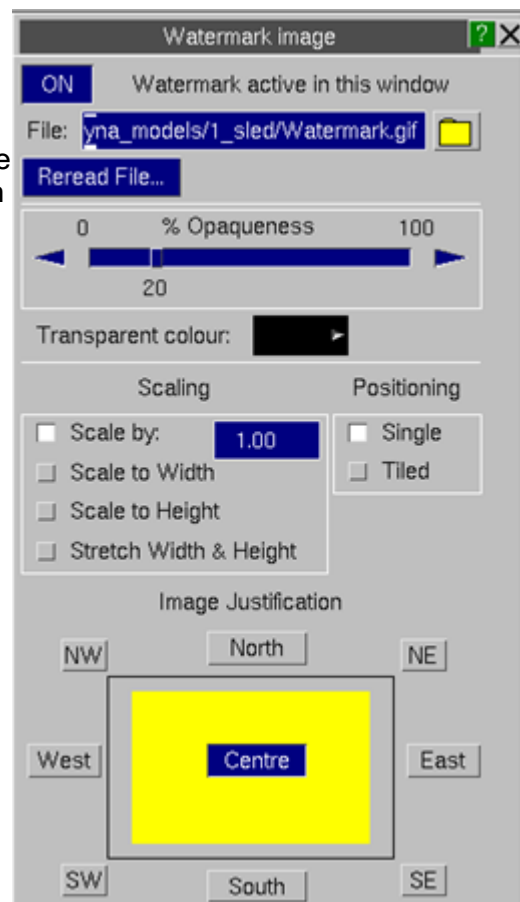 Watermark image ?
ON Watermark active in this window
File: yna_models/1_sled/Watermark.gif
Reread File...
0 % Opaqueness 100
20
Transparent colour:
Scaling Positioning
Scale by: 1.00 Single
Scale to Width Tiled
Scale to Height
Stretch Width & Height
Image Justification
NW North NE
West Centre East
SW South SE